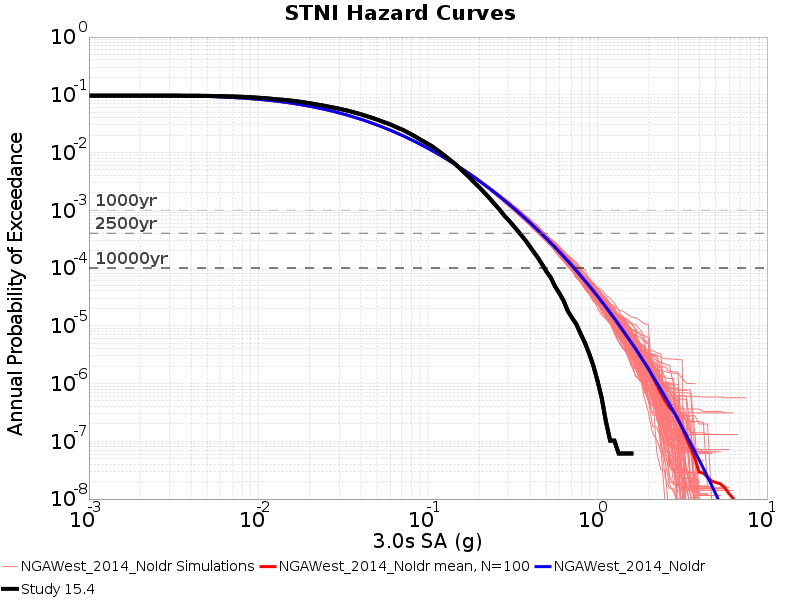 STNI Hazard Curves
Annual Probability of Exceedance
10^0
10^-1
10^-2
10^-3
10^-4
10^-5
10^-6
10^-7
10^-8
1000yr
2500yr
10000yr
10^-3 10^-2 10^-1 10^0 10^1
3.0s SA (g)
NGAWest_2014_NoIdr Simulations NGAWest_2014_NoIdr mean, N=100 NGAWest_2014_NoIdr
Study 15.4